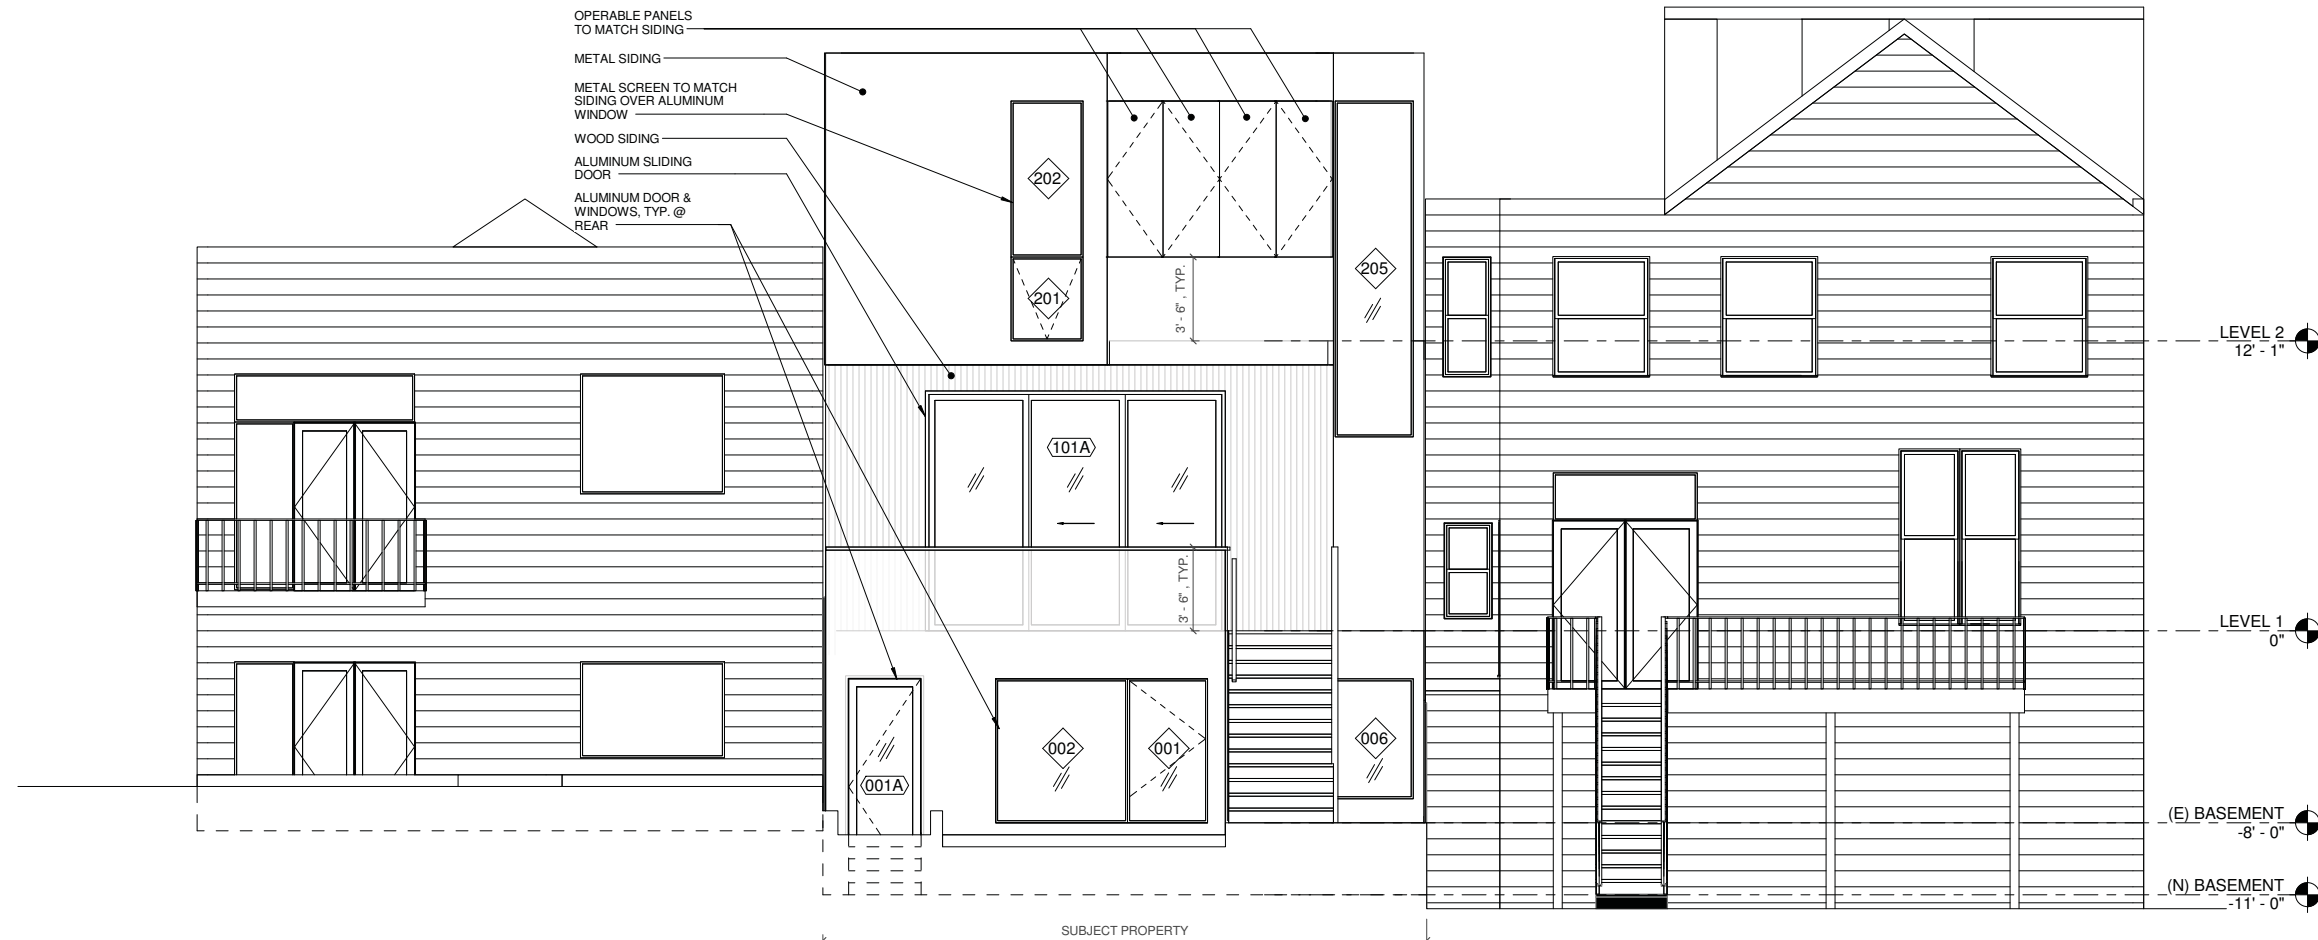 OPERABLE PANELS
TO MATCH SIDING
METAL SIDING
METAL SCREEN TO MATCH
SIDING OVER ALUMINUM
WINDOW
WOOD SIDING
ALUMINUM SLIDING
DOOR
ALUMINUM DOOR &
WINDOWS, TYP. @
REAR
202
201
205
3' - 6" , TYP.
LEVEL 2
12' - 1"
101A
3' - 6" , TYP.
LEVEL 1
0"
001A
002
001
006
(E) BASEMENT
-8' - 0"
(N) BASEMENT
-11' - 0"
SUBJECT PROPERTY